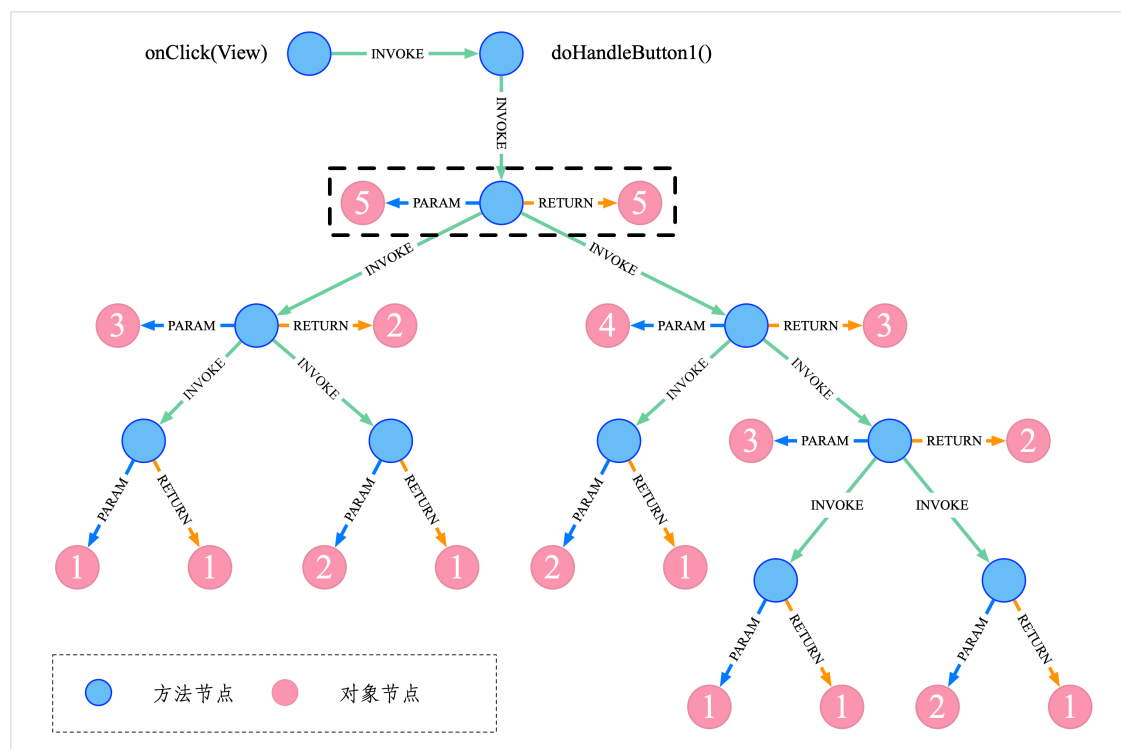 onClick(View) INVOKE doHandleButton1()
INVOKE
5 PARAM RETURN 5
INVOKE INVOKE
3 PARAM RETURN 2 4 PARAM RETURN 3
INVOKE INVOKE INVOKE INVOKE
3 PARAM RETURN 2
PARAM RETURN PARAM RETURN PARAM RETURN
INVOKE INVOKE
1 1 2 1 2 1
PARAM RETURN PARAM RETURN
方法节点 对象节点
1 1 2 1